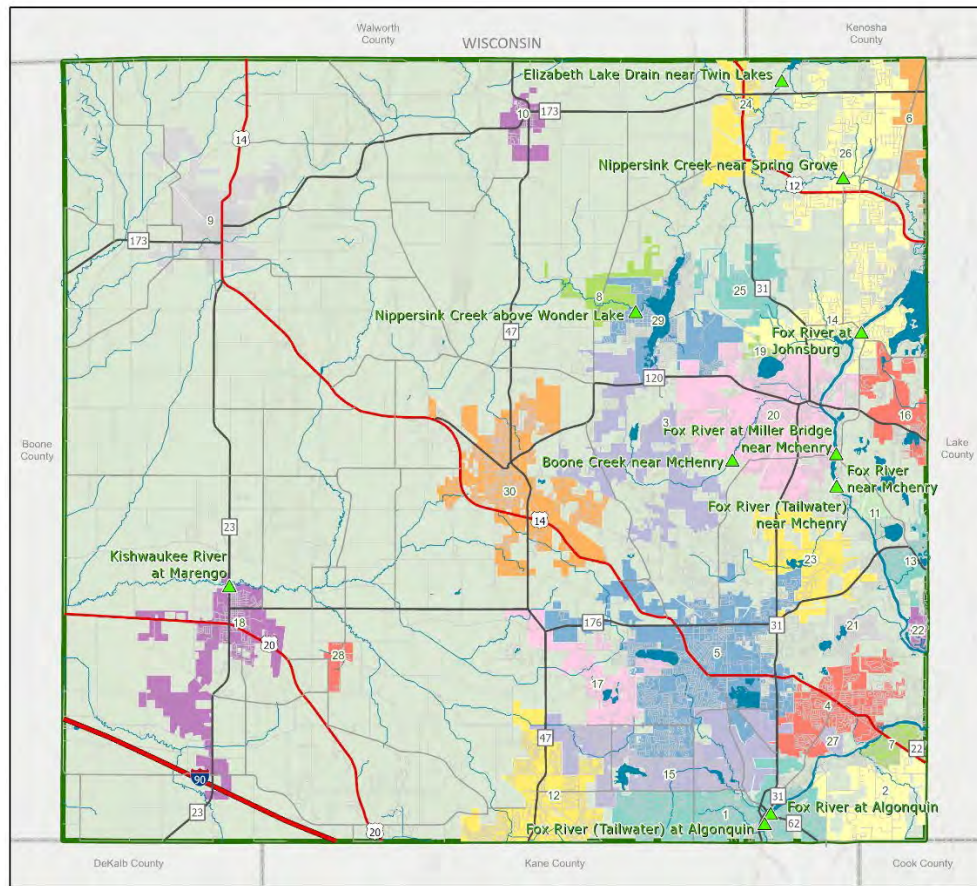 Walworth
County
WISCONSIN
Kenosha
County
Elizabeth Lake Drain near Twin Lakes
10
173
24
6
14
26
Nippersink Creek near Spring Grove
12
9
173
31
25
8
Nippersink Creek above Wonder Lake
29
47
14
Fox River at
Johnsburg
19
120
16
20
3
Fox River at Miller Bridge
near Mchenry
Boone
County
Lake
County
Boone Creek near McHenry
Fox River
near Mchenry
30
Fox River (Tailwater)
near Mchenry
11
14
23
23
13
Kishwaukee River
at Marengo
18
176
31
21
22
20
28
5
17
4
27
7
22
47
90
15
12
2
23
31
1
Fox River at Algonquin
62
Fox River (Tailwater) at Algonquin
20
DeKalb County
Kane County
Cook County